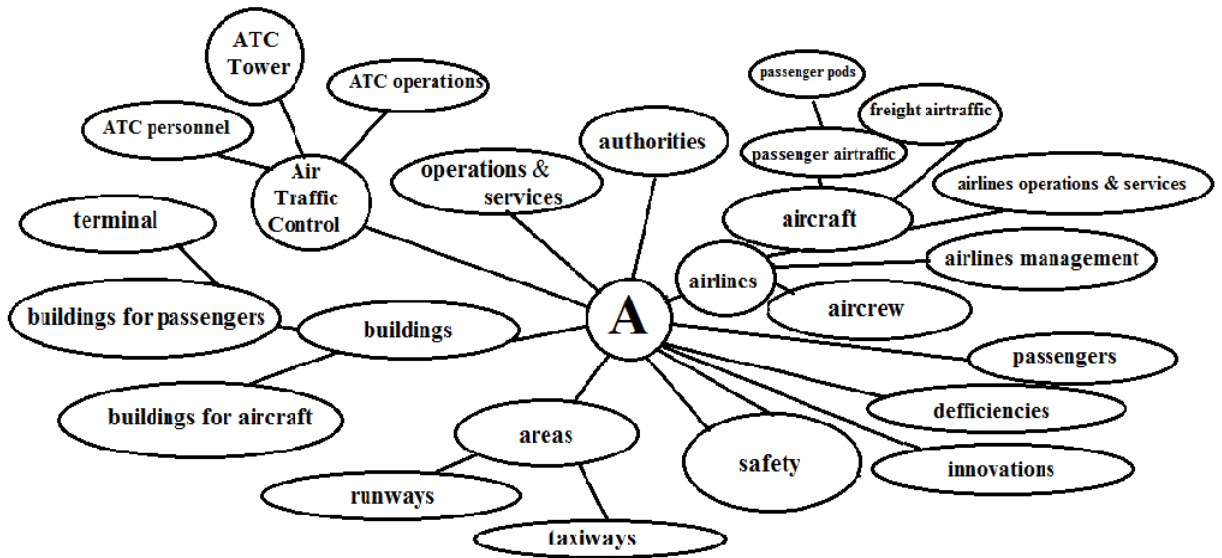 ATC
Tower
ATC operations
ATC personnel
Air
Traffic
Control
operations &
services
authorities
passenger pods
freight airtraffic
passenger airtraffic
airlines operations & services
aircraft
terminal
airlines management
airlines
A
aircrew
buildings for passengers
buildings
passengers
buildings for aircraft
defficiencies
areas
safety
innovations
runways
taxiways